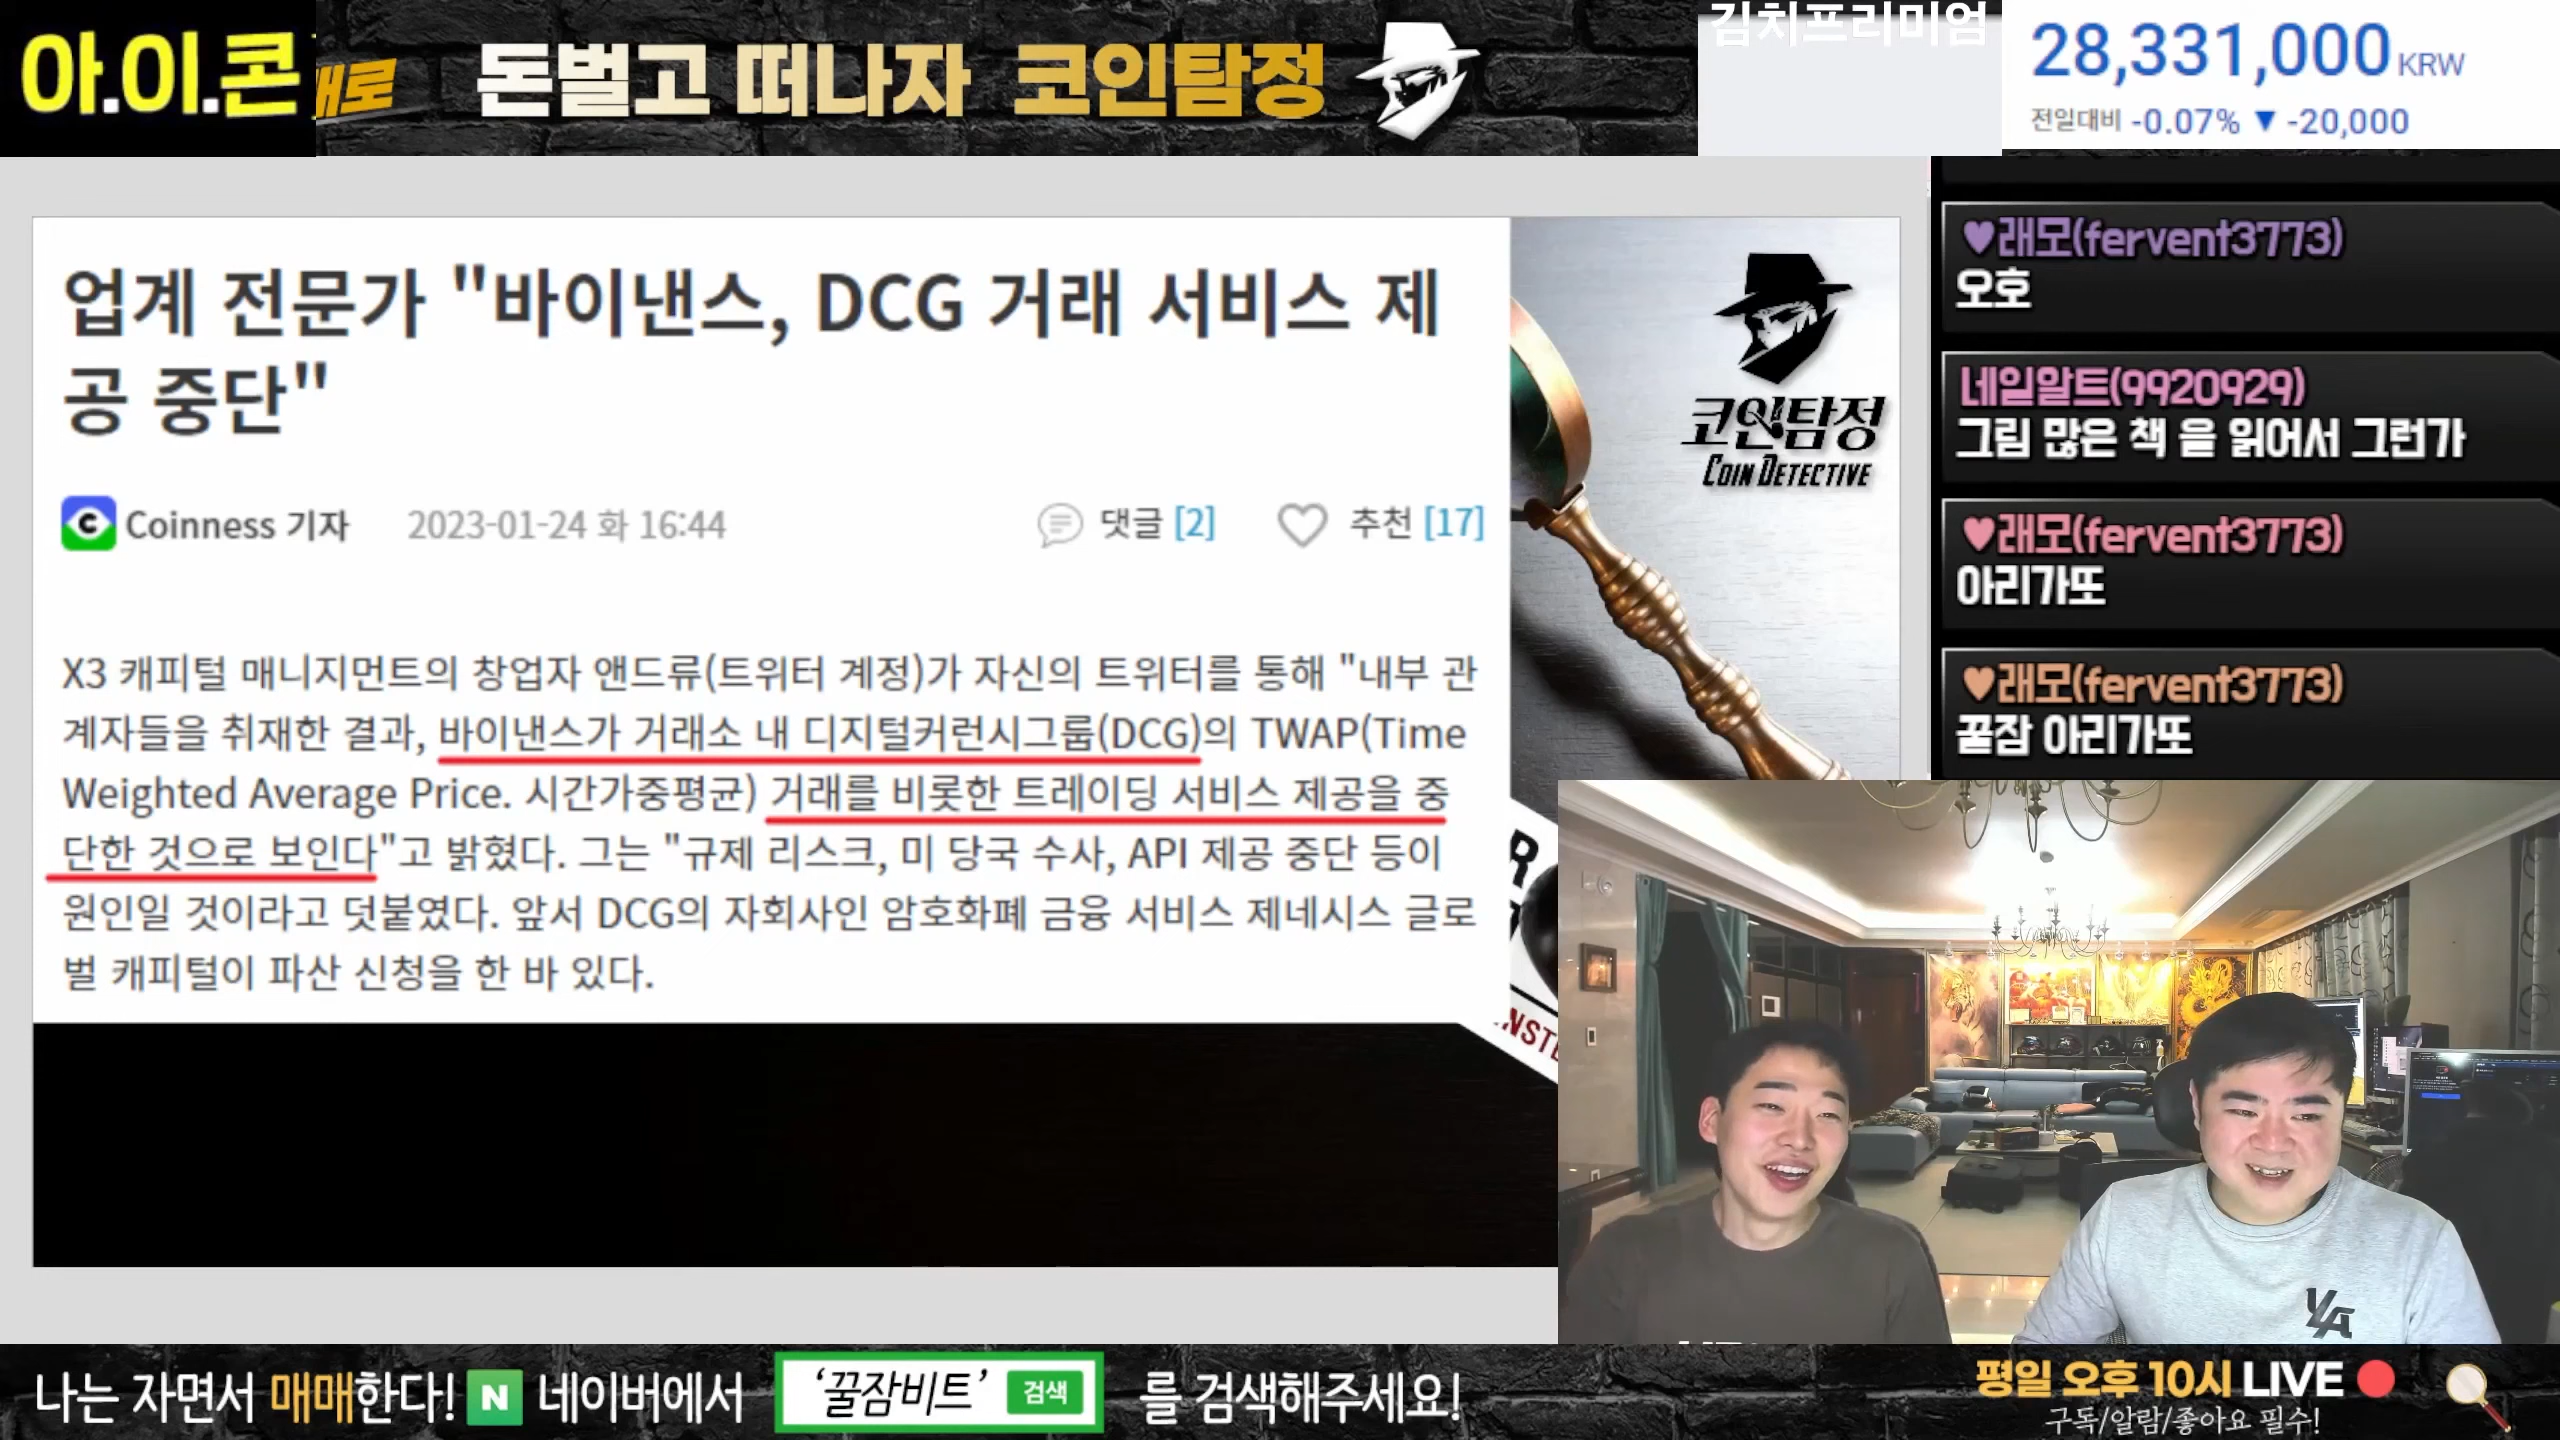 아.이.콘
돈벌고 떠나자 코인탐정
김치프리미엄
28,331,000 KRW
전일대비 -0.07% ▼ -20,000
업계 전문가 "바이낸스, DCG 거래 서비스 제
공 중단"
Coinness 기자 2023-01-24 화 16:44 댓글 [2] 추천 [17]
X3 캐피털 매니지먼트의 창업자 앤드류(트위터 계정)가 자신의 트위터를 통해 "내부 관
계자들을 취재한 결과, 바이낸스가 거래소 내 디지털커런시그룹(DCG)의 TWAP(Time
Weighted Average Price. 시간가중평균) 거래를 비롯한 트레이딩 서비스 제공을 중
단한 것으로 보인다"고 밝혔다. 그는 "규제 리스크, 미 당국 수사, API 제공 중단 등이
원인일 것이라고 덧붙였다. 앞서 DCG의 자회사인 암호화폐 금융 서비스 제네시스 글로
벌 캐피털이 파산 신청을 한 바 있다.
코인탐정
COIN DETECTIVE
♥래모(fervent3773)
오호
네일알트(9920929)
그림 많은 책 을 읽어서 그런가
♥래모(fervent3773)
아리가또
♥래모(fervent3773)
꿀잠 아리가또
나는 자면서 매매한다! N 네이버에서 '꿀잠비트' 검색 를 검색해주세요!
평일 오후 10시 LIVE
구독/알람/좋아요 필수!